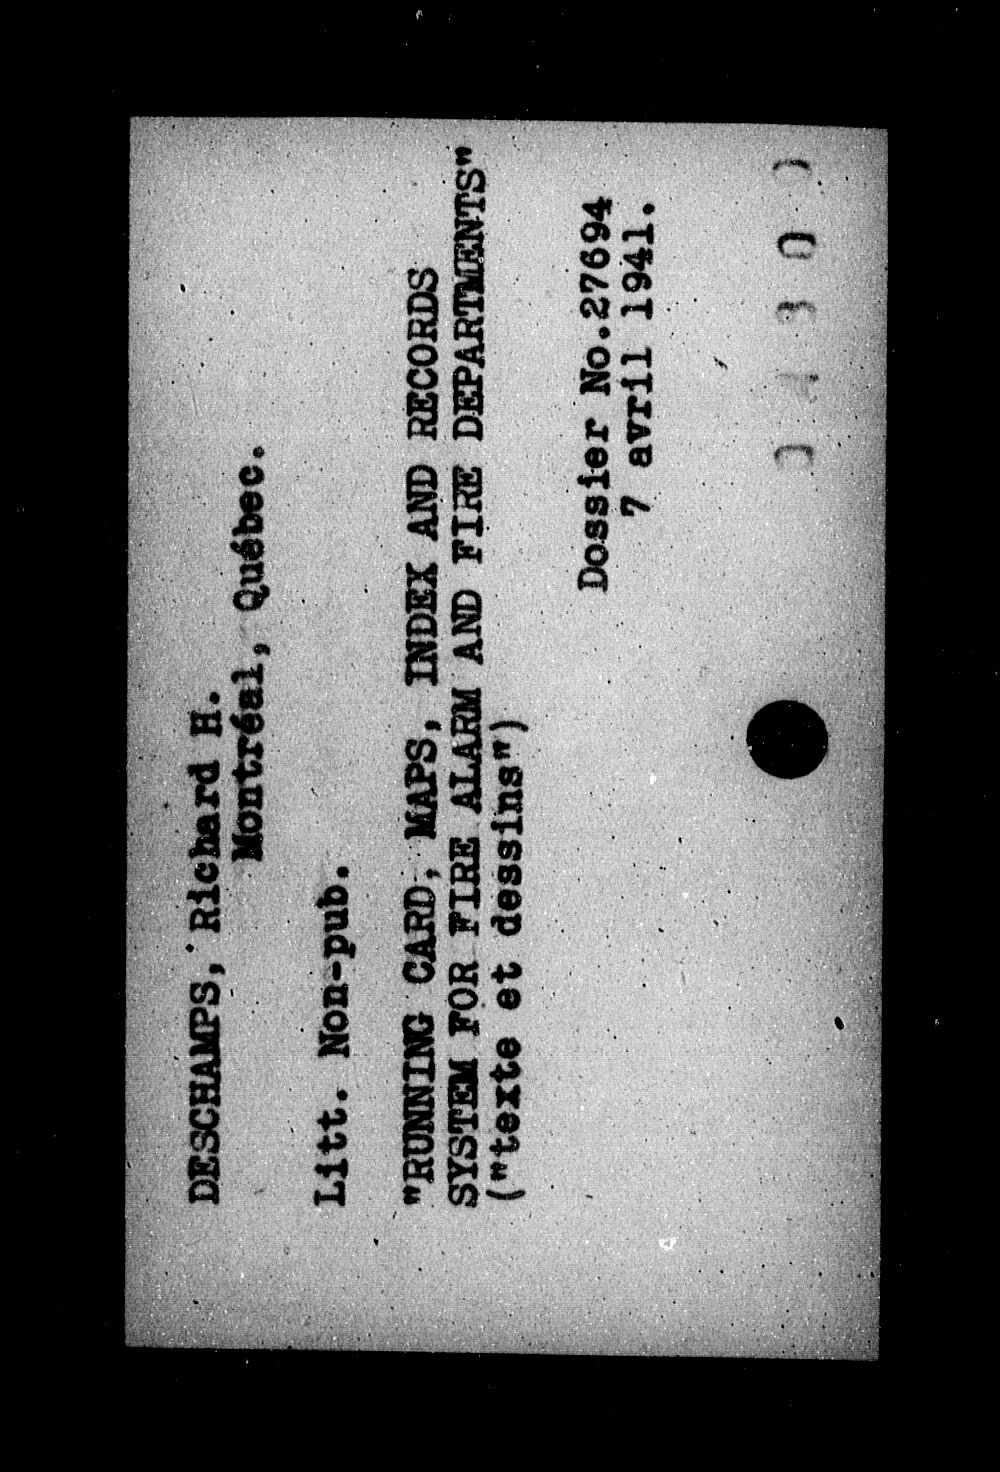 DESCHAMPS, Richard H.
Montréal, Québec.
Litt. Non-pub.
"RUNNING CARD, MAPS, INDEX AND RECORDS
SYSTEM FOR FIRE ALARM AND FIRE DEPARTMENTS"
("texte et dessins")
Dossier No.27694
7 avril 1941.